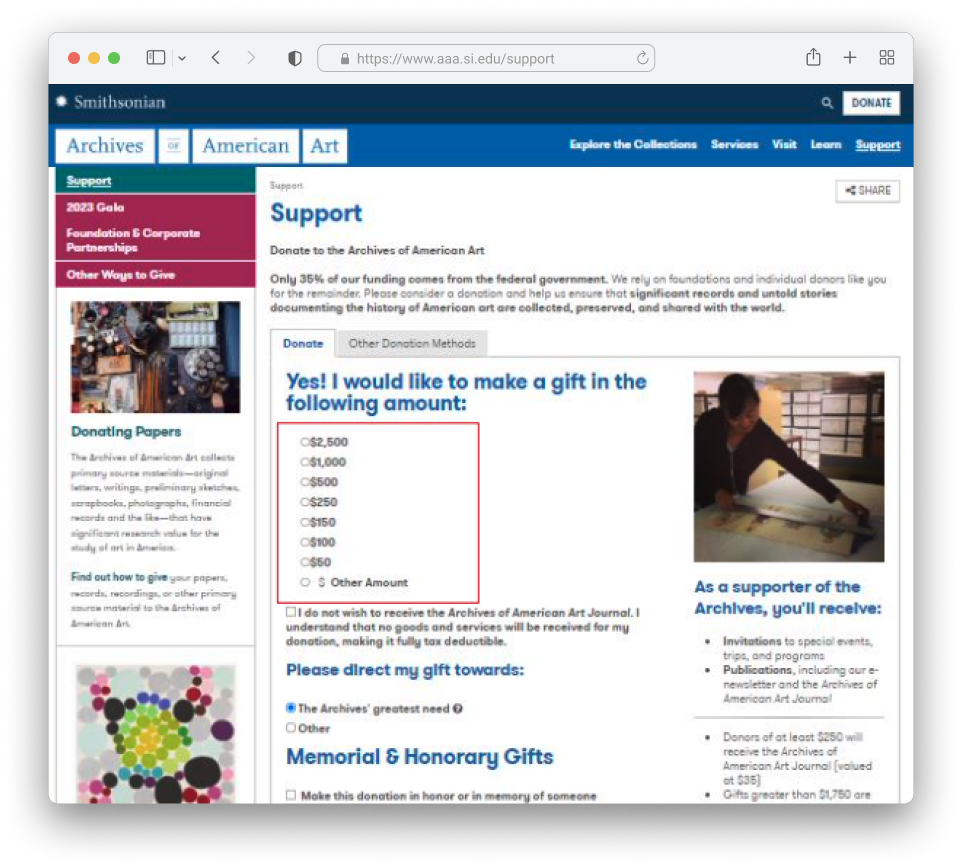 https://www.aaa.si.edu/support
Smithsonian
DONATE
Archives OF American Art
Explore the Collections Services Visit Learn Support
Support
2023 Gala
Foundation & Corporate
Partnerships
Other Ways to Give
Donating Papers
The Archives of American Art collects
primary source materials—original
letters, writings, preliminary sketches,
scrapbooks, photographs, financial
records and the like—that have
significant research value for the
study of art in America.
Find out how to give your papers,
records, recordings, or other primary
source material to the Archives of
American Art.
Support
SHARE
Support
Donate to the Archives of American Art
Only 35% of our funding comes from the federal government. We rely on foundations and individual donors like you
for the remainder. Please consider a donation and help us ensure that significant records and untold stories
documenting the history of American art are collected, preserved, and shared with the world.
Donate Other Donation Methods
Yes! I would like to make a gift in the
following amount:
$2,500
$1,000
$500
$250
$150
$100
$50
$ Other Amount
I do not wish to receive the Archives of American Art Journal. I
understand that no goods and services will be received for my
donation, making it fully tax deductible.
Please direct my gift towards:
The Archives' greatest need ?
Other
Memorial & Honorary Gifts
Make this donation in honor or in memory of someone
As a supporter of the
Archives, you'll receive:
Invitations to special events,
trips, and programs
Publications, including our e-
newsletter and the Archives of
American Art Journal
Donors of at least $250 will
receive the Archives of
American Art Journal (valued
at $35)
Gifts greater than $1,750 are